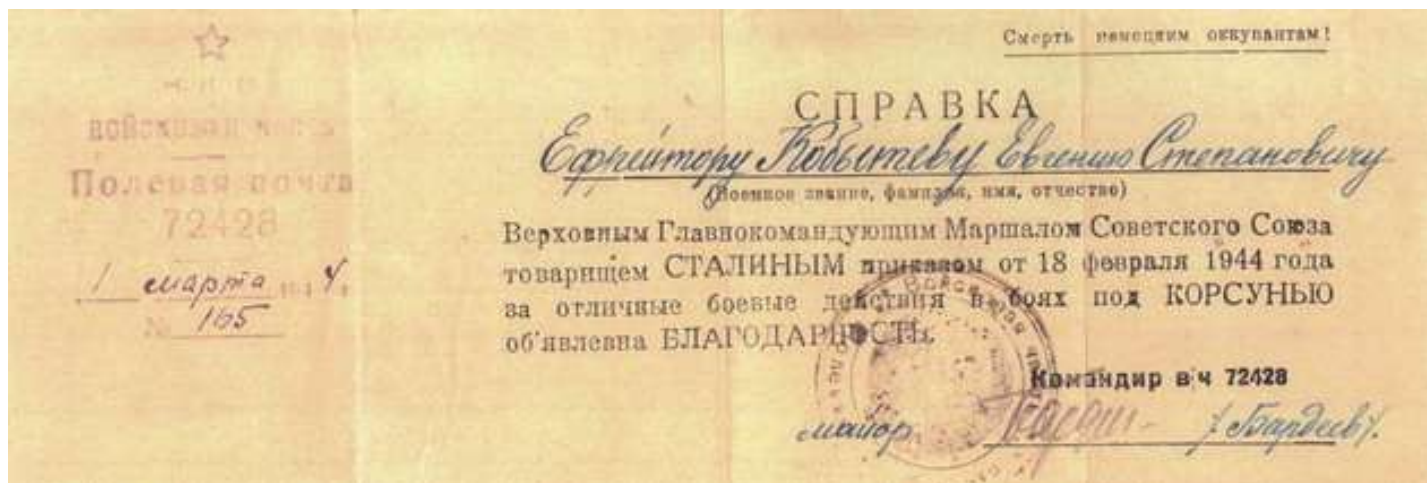 Смерть немецким оккупантам!
СПРАВКА
Ефрейтору Кобытеву Евгению Степановичу
(Военное звание, фамилия, имя, отчество)
Верховным Главнокомандующим Маршалом Советского Союза
товарищем СТАЛИНЫМ приказом от 18 февраля 1944 года
за отличные боевые действия в боях под КОРСУНЬЮ
об'явлена БЛАГОДАРНОСТЬ.
Командир в/ч 72428
майор /Бардеев/.
войсковая часть
Полевая почта
72428
1 марта 1944 г.
№ 165